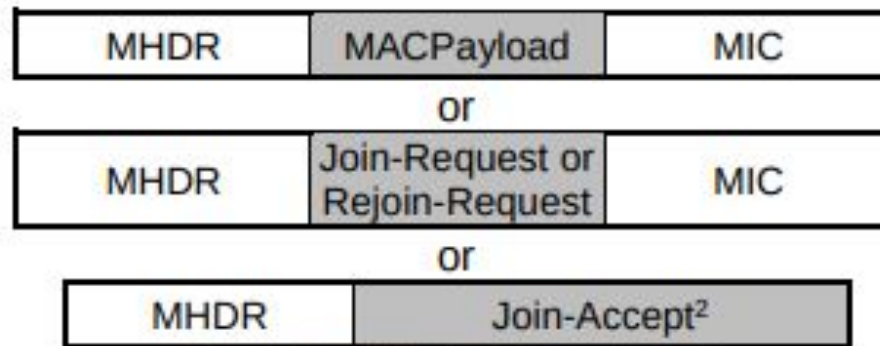 MHDR MACPayload MIC
or
MHDR Join-Request or Rejoin-Request MIC
or
MHDR Join-Accept²